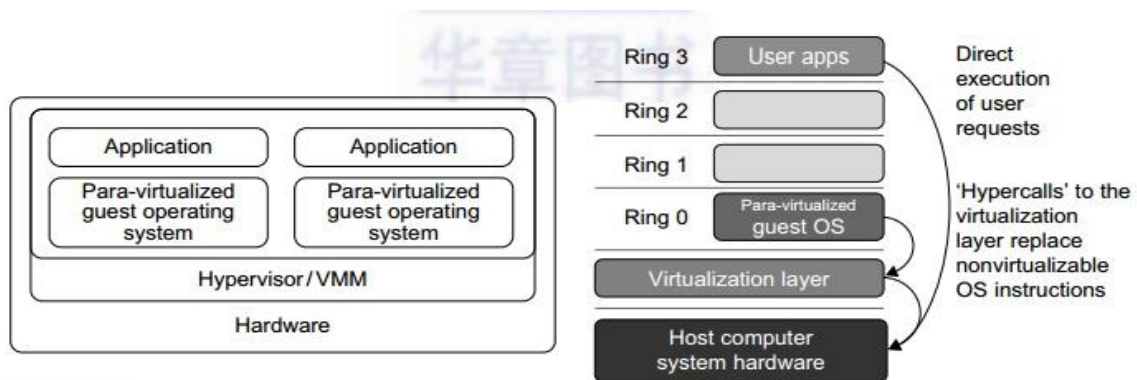 华章图书
Application
Application
Para-virtualized
guest operating
system
Para-virtualized
guest operating
system
Hypervisor/VMM
Hardware
Ring 3
User apps
Ring 2
Ring 1
Ring 0
Para-virtualized
guest OS
Virtualization layer
Host computer
system hardware
Direct
execution
of user
requests
‘Hypercalls’ to the
virtualization
layer replace
nonvirtualizable
OS instructions